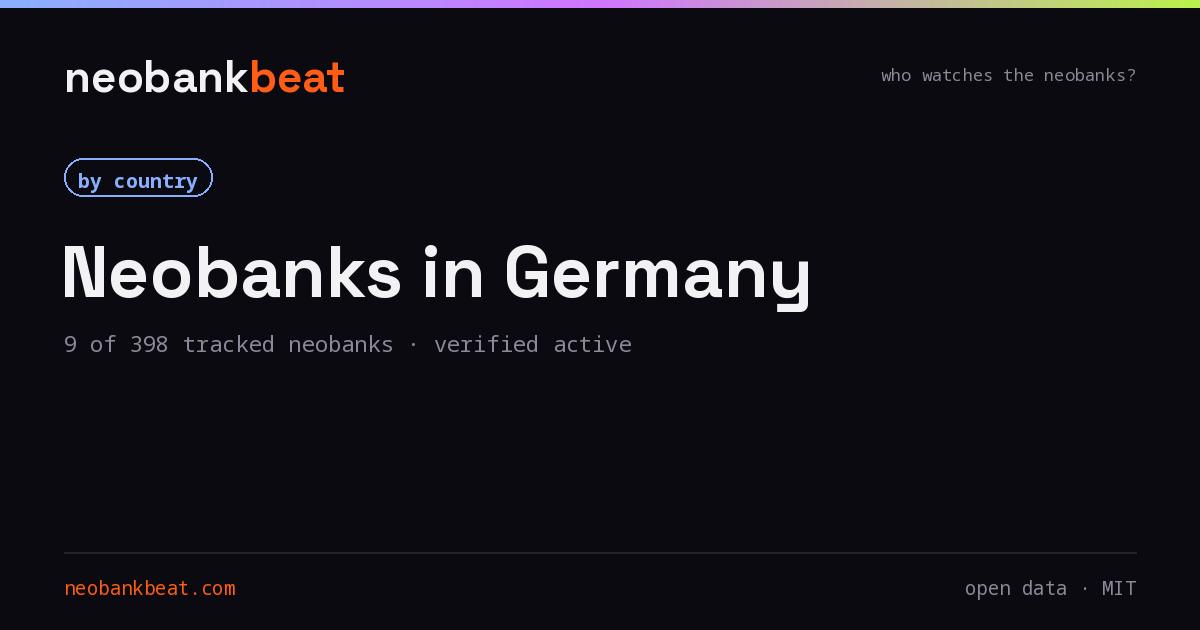 neobankbeat
who watches the neobanks?
by country
Neobanks in Germany
9 of 398 tracked neobanks · verified active
neobankbeat.com
open data · MIT